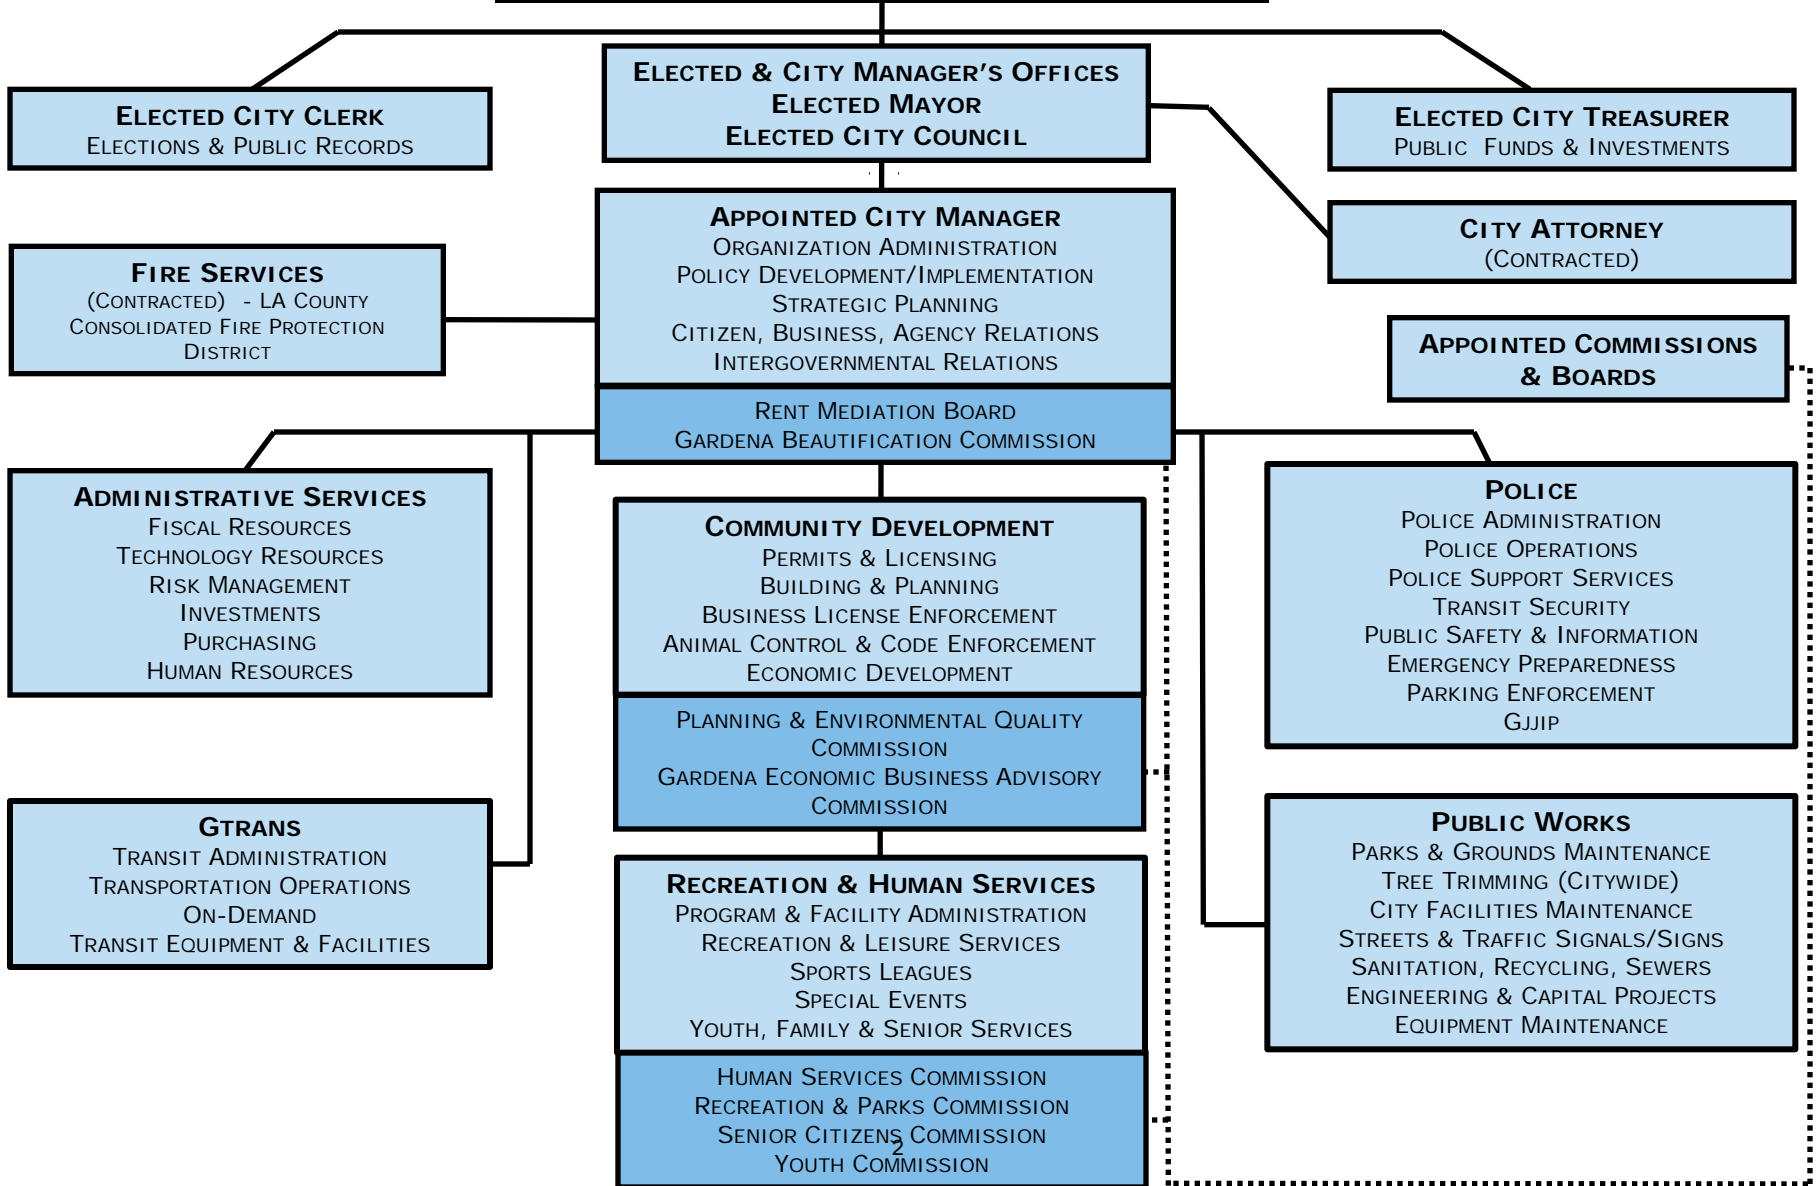 ELECTED & CITY MANAGER'S OFFICES
ELECTED MAYOR
ELECTED CITY COUNCIL
ELECTED CITY CLERK
ELECTIONS & PUBLIC RECORDS
ELECTED CITY TREASURER
PUBLIC FUNDS & INVESTMENTS
APPOINTED CITY MANAGER
ORGANIZATION ADMINISTRATION
POLICY DEVELOPMENT/IMPLEMENTATION
STRATEGIC PLANNING
CITIZEN, BUSINESS, AGENCY RELATIONS
INTERGOVERNMENTAL RELATIONS
RENT MEDIATION BOARD
GARDENA BEAUTIFICATION COMMISSION
CITY ATTORNEY
(CONTRACTED)
FIRE SERVICES
(CONTRACTED) - LA COUNTY
CONSOLIDATED FIRE PROTECTION
DISTRICT
APPOINTED COMMISSIONS
& BOARDS
ADMINISTRATIVE SERVICES
FISCAL RESOURCES
TECHNOLOGY RESOURCES
RISK MANAGEMENT
INVESTMENTS
PURCHASING
HUMAN RESOURCES
COMMUNITY DEVELOPMENT
PERMITS & LICENSING
BUILDING & PLANNING
BUSINESS LICENSE ENFORCEMENT
ANIMAL CONTROL & CODE ENFORCEMENT
ECONOMIC DEVELOPMENT
PLANNING & ENVIRONMENTAL QUALITY
COMMISSION
GARDENA ECONOMIC BUSINESS ADVISORY
COMMISSION
POLICE
POLICE ADMINISTRATION
POLICE OPERATIONS
POLICE SUPPORT SERVICES
TRANSIT SECURITY
PUBLIC SAFETY & INFORMATION
EMERGENCY PREPAREDNESS
PARKING ENFORCEMENT
GJJIP
GTRANS
TRANSIT ADMINISTRATION
TRANSPORTATION OPERATIONS
ON-DEMAND
TRANSIT EQUIPMENT & FACILITIES
RECREATION & HUMAN SERVICES
PROGRAM & FACILITY ADMINISTRATION
RECREATION & LEISURE SERVICES
SPORTS LEAGUES
SPECIAL EVENTS
YOUTH, FAMILY & SENIOR SERVICES
HUMAN SERVICES COMMISSION
RECREATION & PARKS COMMISSION
SENIOR CITIZENS COMMISSION
YOUTH COMMISSION
PUBLIC WORKS
PARKS & GROUNDS MAINTENANCE
TREE TRIMMING (CITYWIDE)
CITY FACILITIES MAINTENANCE
STREETS & TRAFFIC SIGNALS/SIGNS
SANITATION, RECYCLING, SEWERS
ENGINEERING & CAPITAL PROJECTS
EQUIPMENT MAINTENANCE
2